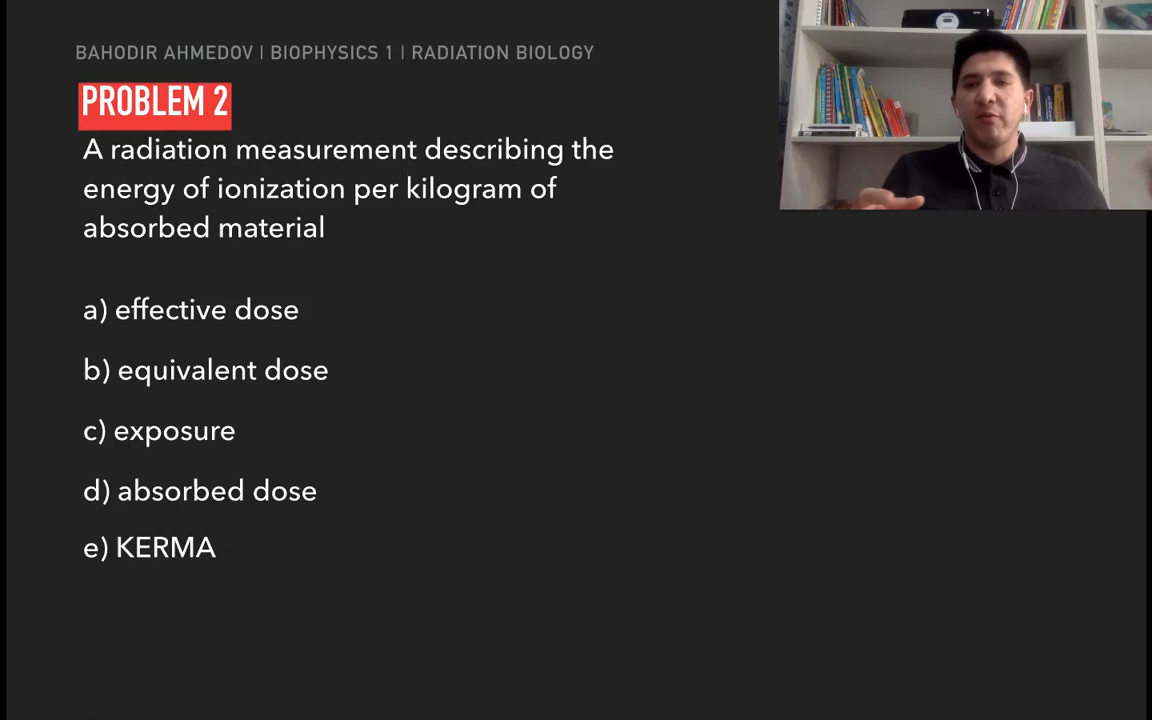 BAHODIR AHMEDOV | BIOPHYSICS 1 | RADIATION BIOLOGY
PROBLEM 2
A radiation measurement describing the
energy of ionization per kilogram of
absorbed material
a) effective dose
b) equivalent dose
c) exposure
d) absorbed dose
e) KERMA